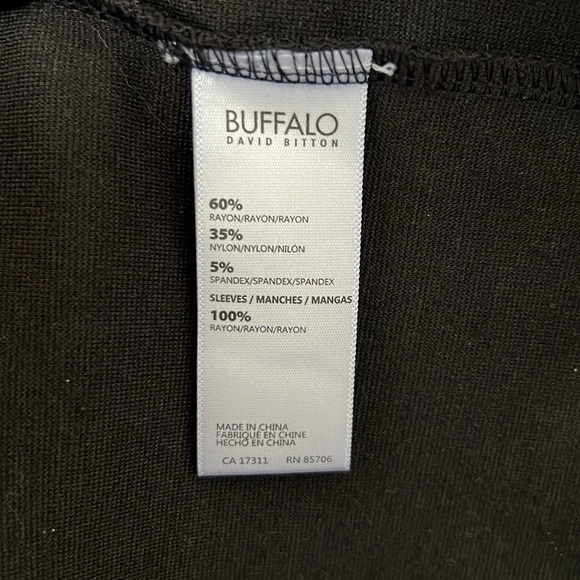 BUFFALO
DAVID BITTON
60%
RAYON/RAYON/RAYON
35%
NYLON/NYLON/NILÓN
5%
SPANDEX/SPANDEX/SPANDEX
SLEEVES / MANCHES / MANGAS
100%
RAYON/RAYON/RAYON
MADE IN CHINA
FABRIQUÉ EN CHINE
HECHO EN CHINA
CA 17311 RN 85706